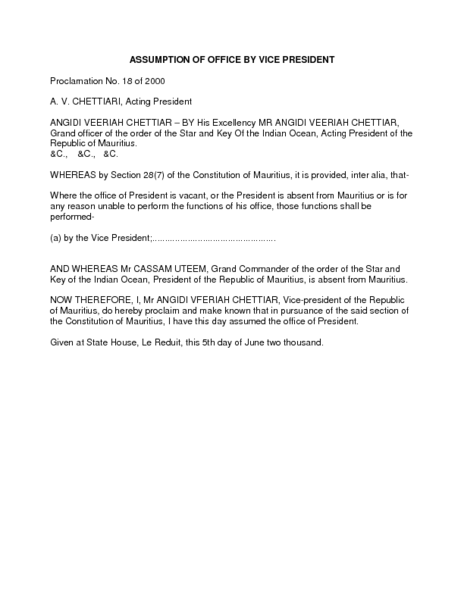 ASSUMPTION OF OFFICE BY VICE PRESIDENT
Proclamation No. 18 of 2000
A. V. CHETTIARI, Acting President
ANGIDI VEERIAH CHETTIAR – BY His Excellency MR ANGIDI VEERIAH CHETTIAR,
Grand officer of the order of the Star and Key Of the Indian Ocean, Acting President of the
Republic of Mauritius.
&C., &C., &C.
WHEREAS by Section 28(7) of the Constitution of Mauritius, it is provided, inter alia, that-
Where the office of President is vacant, or the President is absent from Mauritius or is for
any reason unable to perform the functions of his office, those functions shall be
performed-
(a) by the Vice President;.................................................
AND WHEREAS Mr CASSAM UTEEM, Grand Commander of the order of the Star and
Key of the Indian Ocean, President of the Republic of Mauritius, is absent from Mauritius.
NOW THEREFORE, I, Mr ANGIDI VFERIAH CHETTIAR, Vice-president of the Republic
of Mauritius, do hereby proclaim and make known that in pursuance of the said section of
the Constitution of Mauritius, I have this day assumed the office of President.
Given at State House, Le Reduit, this 5th day of June two thousand.